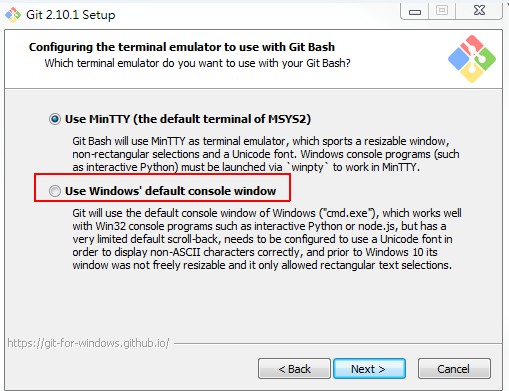 Git 2.10.1 Setup
Configuring the terminal emulator to use with Git Bash
Which terminal emulator do you want to use with your Git Bash?
Use MinTTY (the default terminal of MSYS2)
Git Bash will use MinTTY as terminal emulator, which sports a resizable window,
non-rectangular selections and a Unicode font. Windows console programs (such
as interactive Python) must be launched via `winpty` to work in MinTTY.
Use Windows' default console window
Git will use the default console window of Windows ("cmd.exe"), which works well
with Win32 console programs such as interactive Python or node.js, but has a
very limited default scroll-back, needs to be configured to use a Unicode font in
order to display non-ASCII characters correctly, and prior to Windows 10 its
window was not freely resizable and it only allowed rectangular text selections.
https://git-for-windows.github.io/
< Back
Next >
Cancel